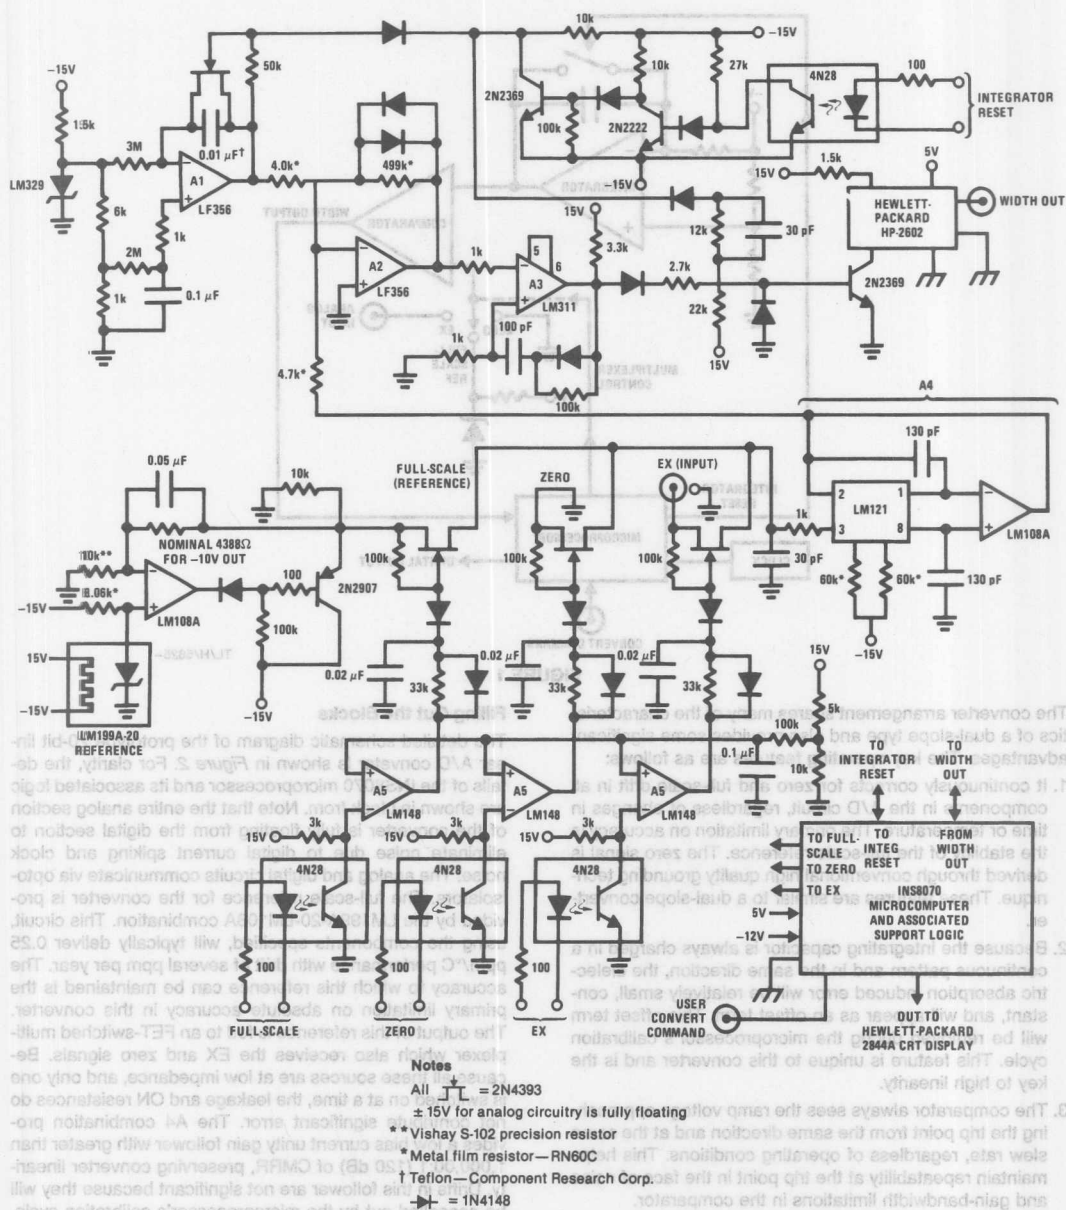 10k
-15V
-15V
50k
10k
27k
4N28
100
INTEGRATOR
RESET
1.5k
2N2369
100k
2N2222
0.01 µF†
3M
4.0k*
499k*
-15V
15V
1.5k
5V
LM329
A1
LF356
6k
1k
2M
1k
0.1 µF
A2
LF356
1k
15V
3.3k
5
6
A3
LM311
12k
30 pF
HEWLETT-
PACKARD
HP-2602
WIDTH OUT
2.7k
2N2369
22k
15V
1k
100 pF
100k
4.7k*
A4
130 pF
0.05 µF
10k
FULL-SCALE
(REFERENCE)
ZERO
EX (INPUT)
2
1
LM121
3
8
1k
LM108A
NOMINAL 4388Ω
FOR -10V OUT
100k
100k
100k
30 pF
60k*
60k*
130 pF
10k**
8.06k*
-15V
LM108A
100
2N2907
100k
-15V
15V
-15V
LM199A-20
REFERENCE
-15V
0.02 µF
33k
0.02 µF
33k
0.02 µF
33k
15V
5k
100k
0.1 µF
10k
TO
INTEGRATOR
RESET
TO
WIDTH
OUT
A5
LM148
A5
LM148
A5
LM148
15V
3k
15V
3k
15V
3k
4N28
4N28
4N28
TO FULL
SCALE
TO ZERO
TO EX
TO
INTEG
RESET
FROM
WIDTH
OUT
INS8070
MICROCOMPUTER
AND ASSOCIATED
SUPPORT LOGIC
5V
-12V
100
100
100
FULL-SCALE
ZERO
EX
USER
CONVERT
COMMAND
OUT TO
HEWLETT-PACKARD
2844A CRT DISPLAY
Notes
All = 2N4393
± 15V for analog circuitry is fully floating
**Vishay S-102 precision resistor
*Metal film resistor—RN60C
†Teflon—Component Research Corp.
= 1N4148